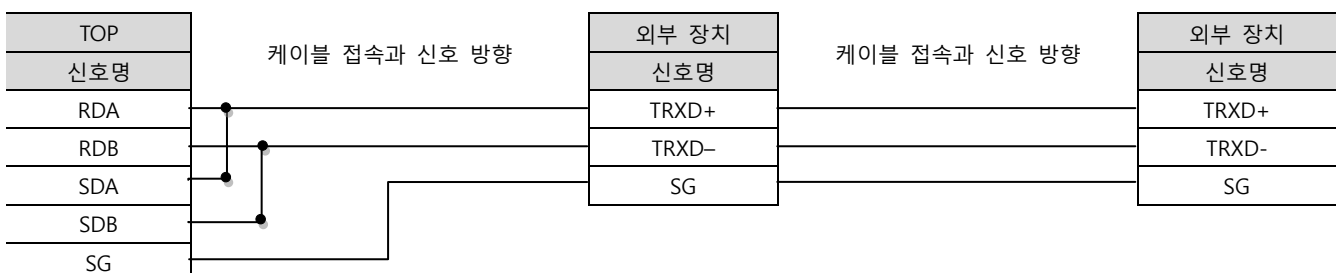 TOP 케이블 접속과 신호 방향 외부 장치 케이블 접속과 신호 방향 외부 장치
신호명 신호명 신호명
RDA TRXD+ TRXD+
RDB TRXD– TRXD-
SDA SG SG
SDB
SG